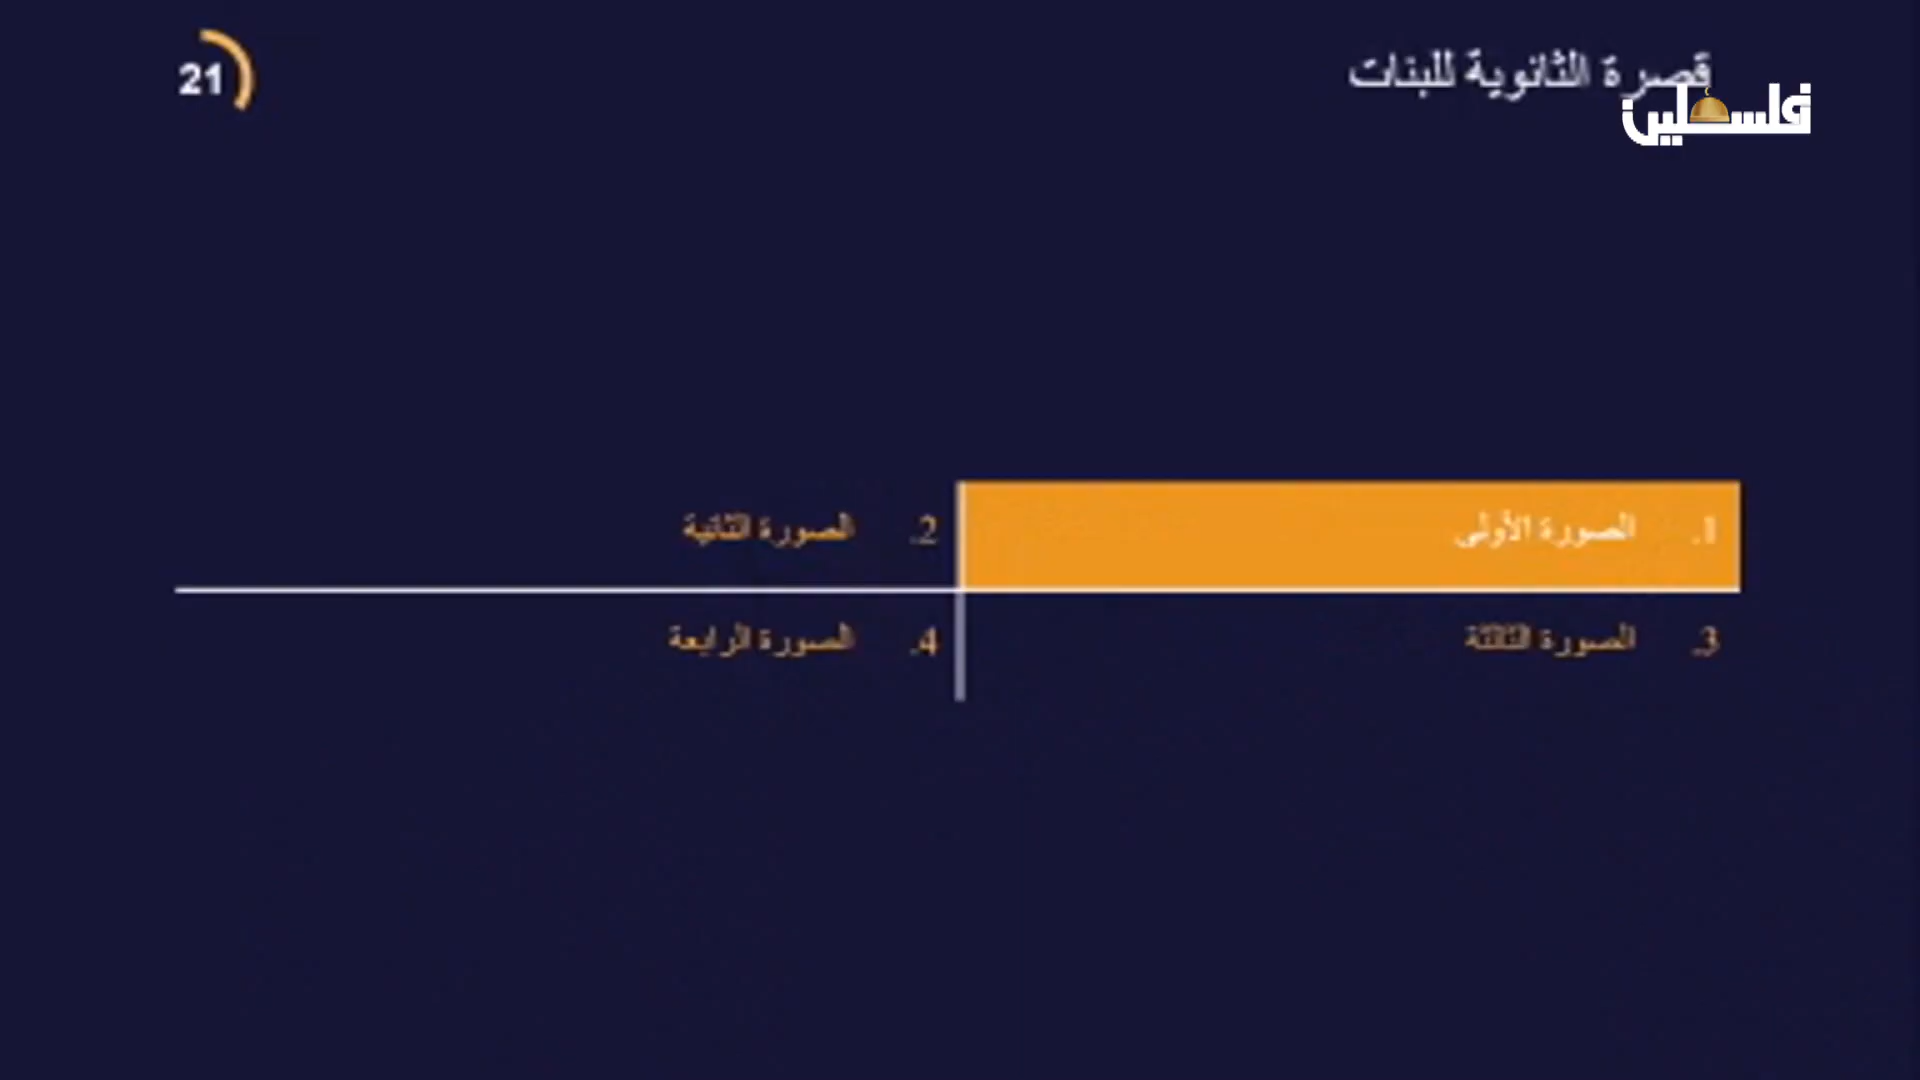 قصرة الثانوية للبنات
21
فلسطين
1. الصورة الأولى
2. الصورة الثانية
3. الصورة الثالثة
4. الصورة الرابعة